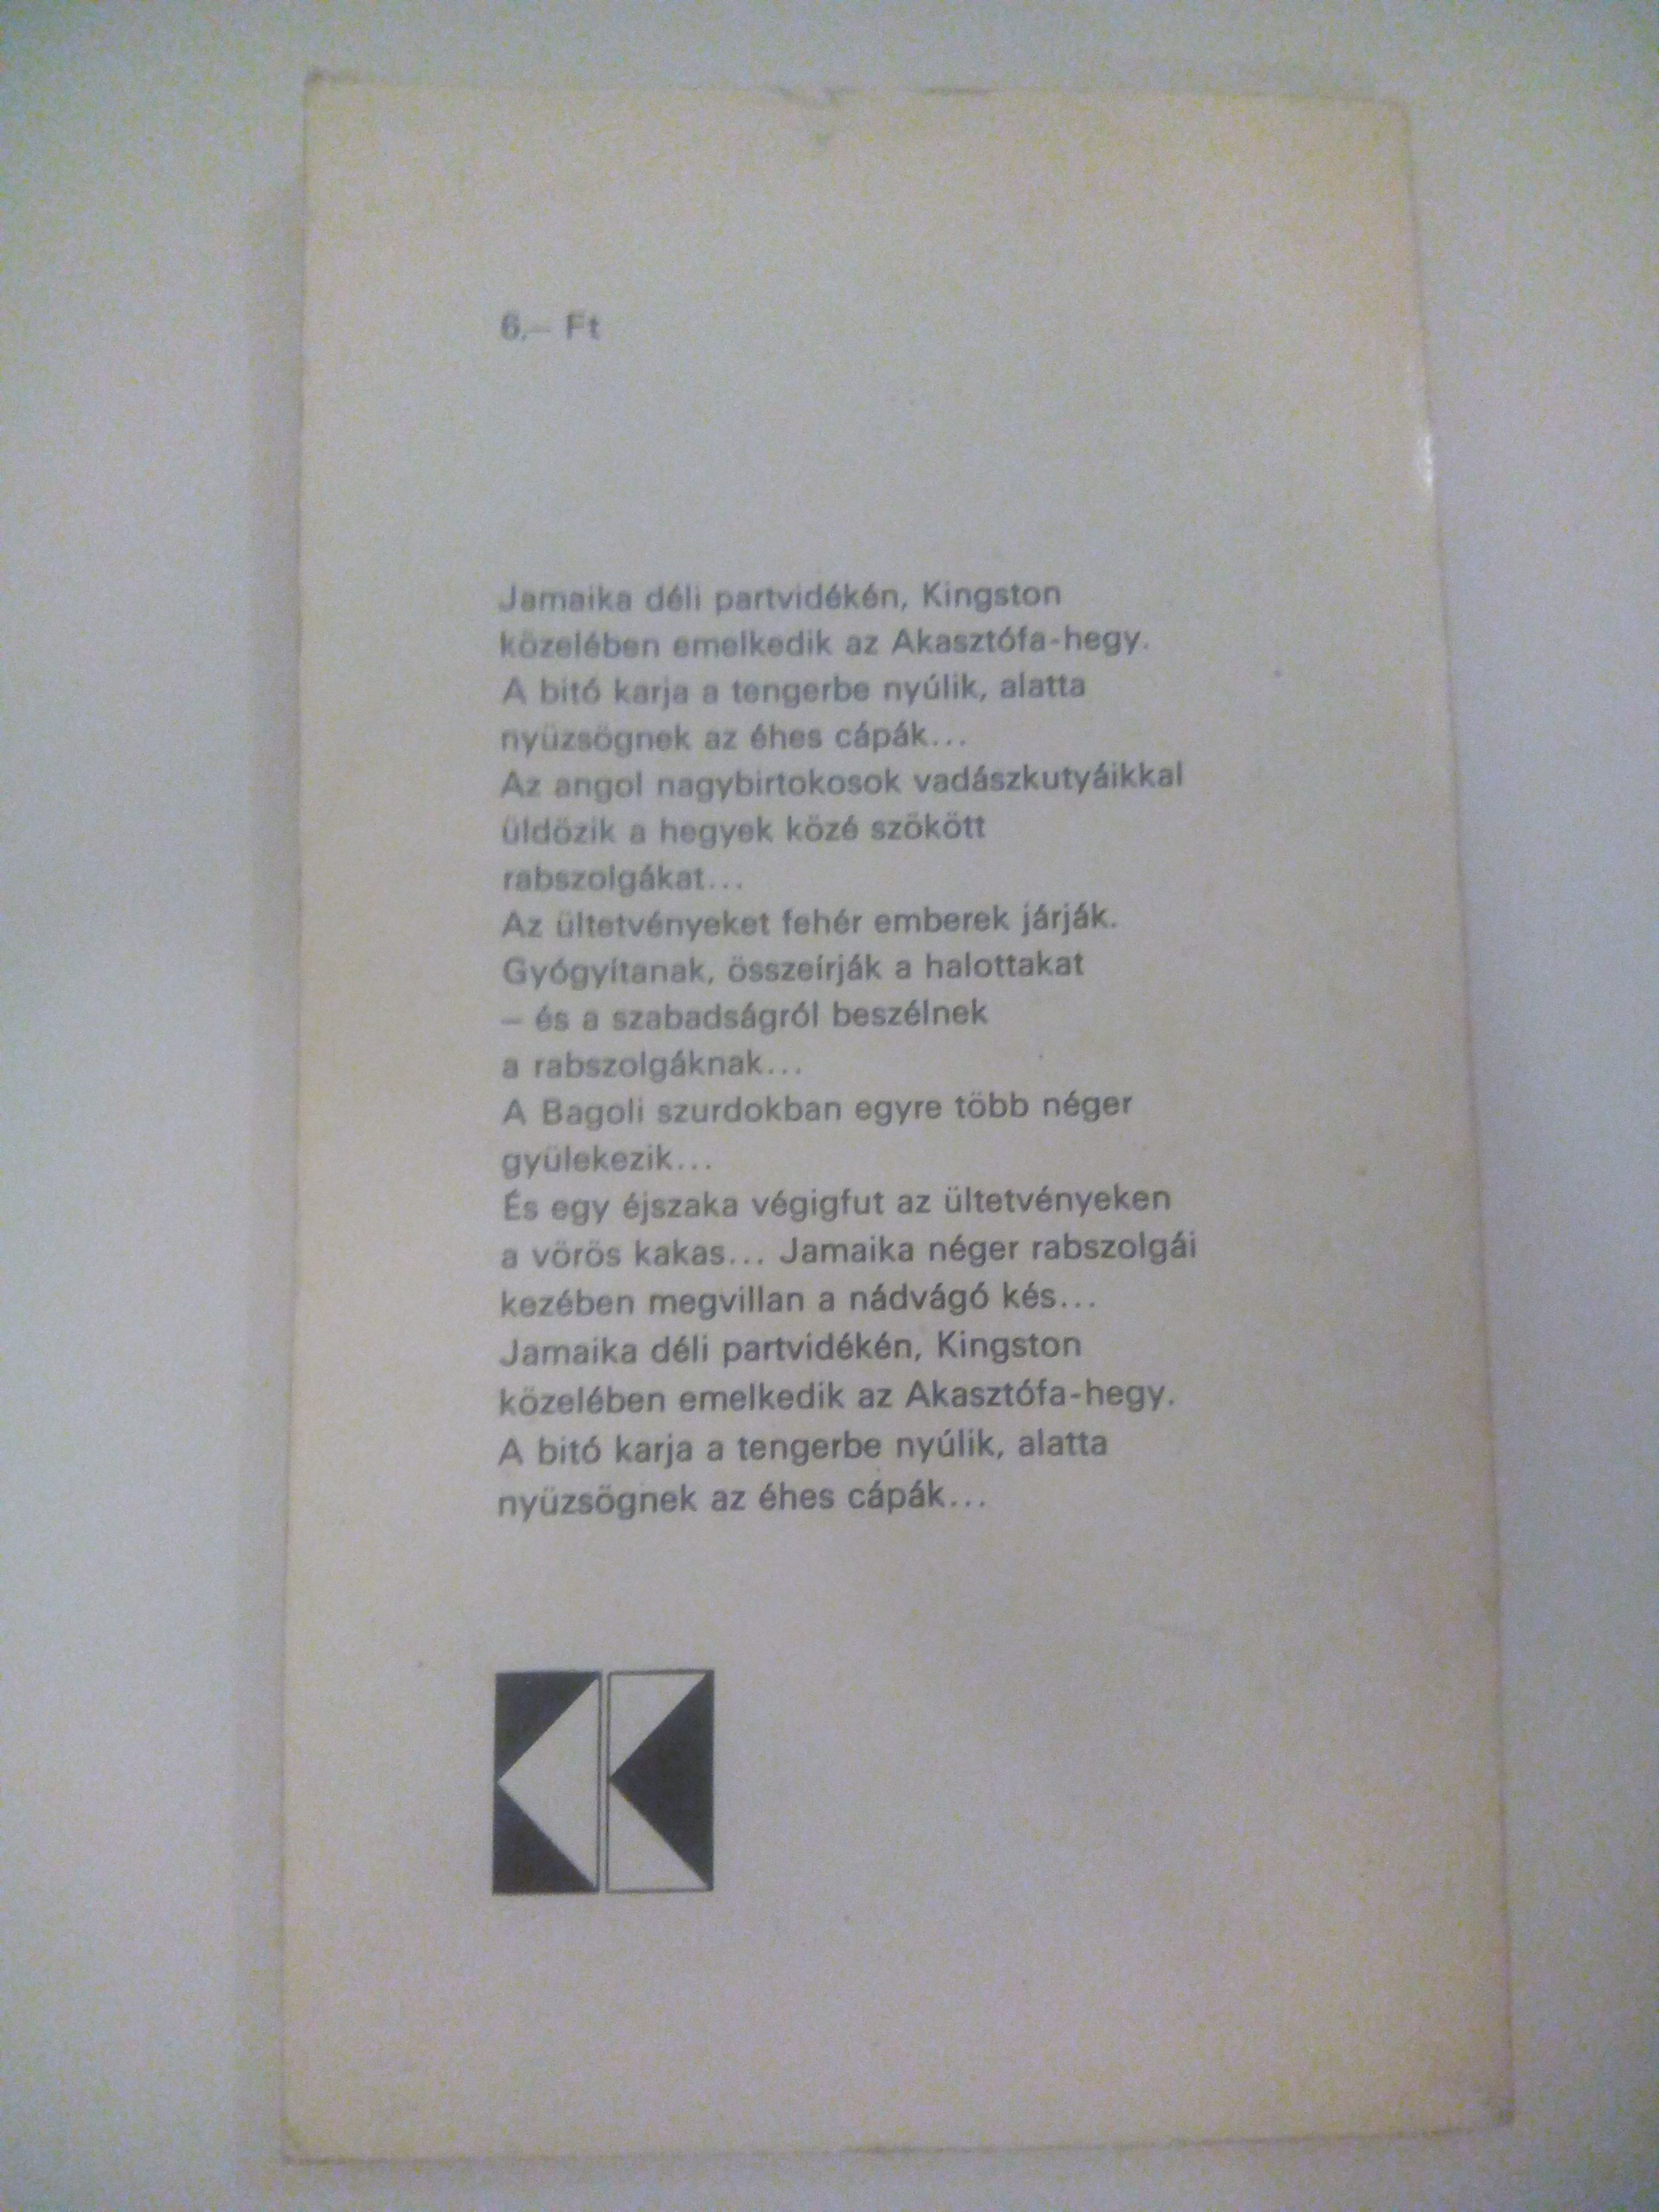 6.— Ft
Jamaika déli partvidékén, Kingston
közelében emelkedik az Akasztófa-hegy.
A bitó karja a tengerbe nyúlik, alatta
nyüzsögnek az éhes cápák...
Az angol nagybirtokosok vadászkutyáikkal
üldözik a hegyek közé szökött
rabszolgákat...
Az ültetvényeket fehér emberek járják.
Gyógyítanak, összeírják a halottakat
— és a szabadságról beszélnek
a rabszolgáknak...
A Bagoli szurdokban egyre több néger
gyülekezik...
És egy éjszaka végigfut az ültetvényeken
a vörös kakas... Jamaika néger rabszolgái
kezében megvillan a nádvágó kés...
Jamaika déli partvidékén, Kingston
közelében emelkedik az Akasztófa-hegy.
A bitó karja a tengerbe nyúlik, alatta
nyüzsögnek az éhes cápák...